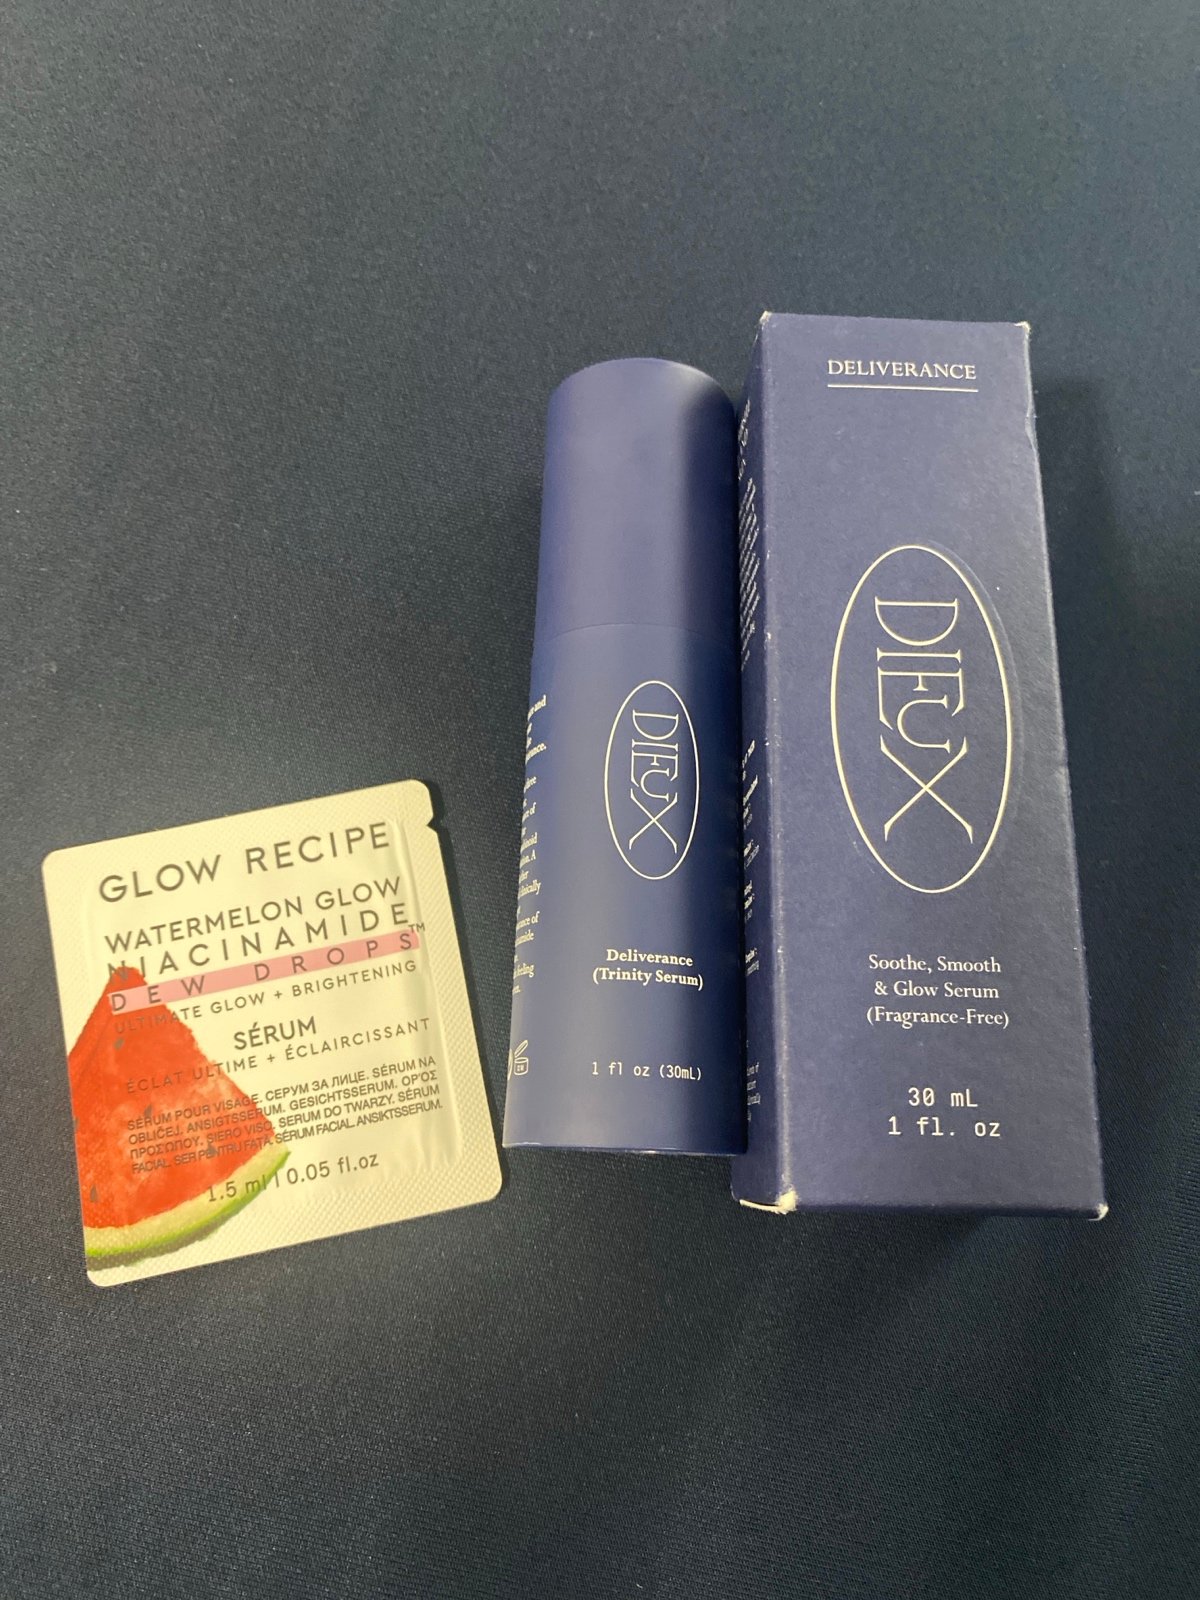 GLOW RECIPE
WATERMELON GLOW
NIACINAMIDE
DEW DROPS™
ULTIMATE GLOW + BRIGHTENING
SÉRUM
ÉCLAT ULTIME + ÉCLAIRCISSANT
SÉRUM POUR VISAGE. СЕРУМ ЗА ЛИЦЕ. SÉRUM NA
OBLIČEJ. ANSIGTSSERUM. GESICHTSSERUM. ΟΡΌΣ
ΠΡΟΣΩΠΟΥ. SIERO VISO. SERUM DO TWARZY. SÉRUM
FACIAL. SER PENTRU FAȚĂ. SÉRUM FACIAL. ANSIKTSSERUM.
1.5 ml | 0.05 fl.oz
DIEUX
Deliverance
(Trinity Serum)
1 fl oz (30mL)
DELIVERANCE
DIEUX
Soothe, Smooth
& Glow Serum
(Fragrance-Free)
30 mL
1 fl. oz